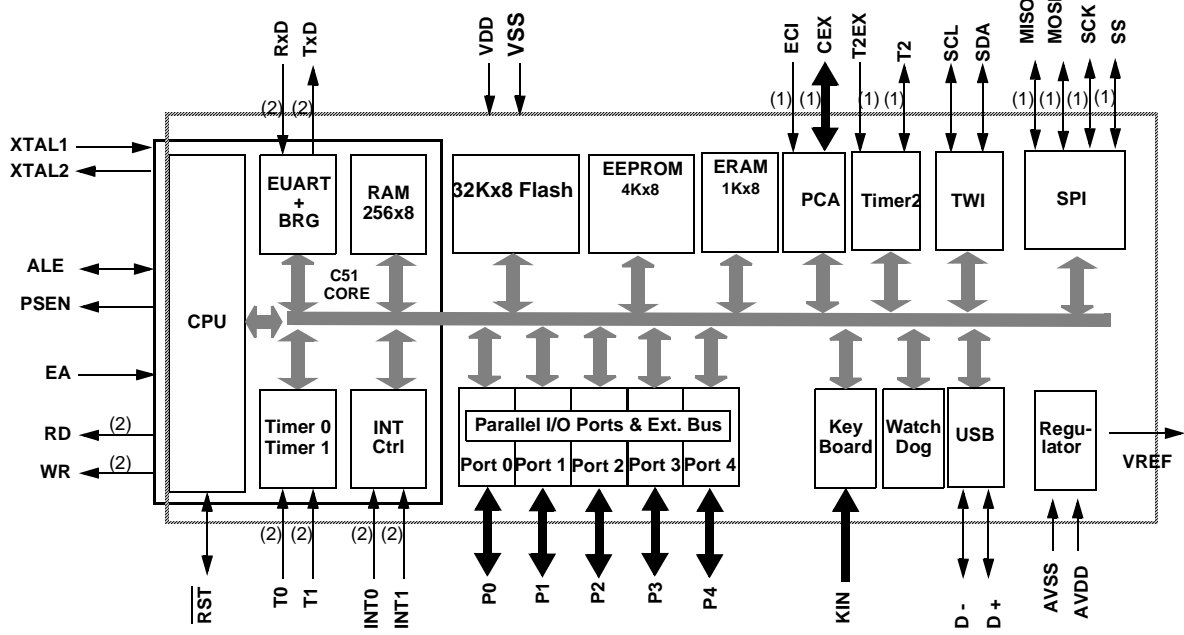 RxD
TxD
VDD
VSS
ECI
CEX
T2EX
T2
SCL
SDA
MISO
MOSI
SCK
SS
(2) (2)
(1) (1) (1) (1)
(1) (1) (1) (1)
XTAL1
XTAL2
ALE
PSEN
EA
RD (2)
WR (2)
CPU
EUART
+
BRG
RAM
256x8
C51
CORE
32Kx8 Flash
EEPROM
4Kx8
ERAM
1Kx8
PCA
Timer2
TWI
SPI
Timer 0
Timer 1
INT
Ctrl
Parallel I/O Ports & Ext. Bus
Port 0 Port 1 Port 2 Port 3 Port 4
Key
Board
Watch
Dog
USB
Regu-
lator
VREF
(2) (2) (2) (2)
RST
T0
T1
INT0
INT1
P0
P1
P2
P3
P4
KIN
D -
D +
AVSS
AVDD